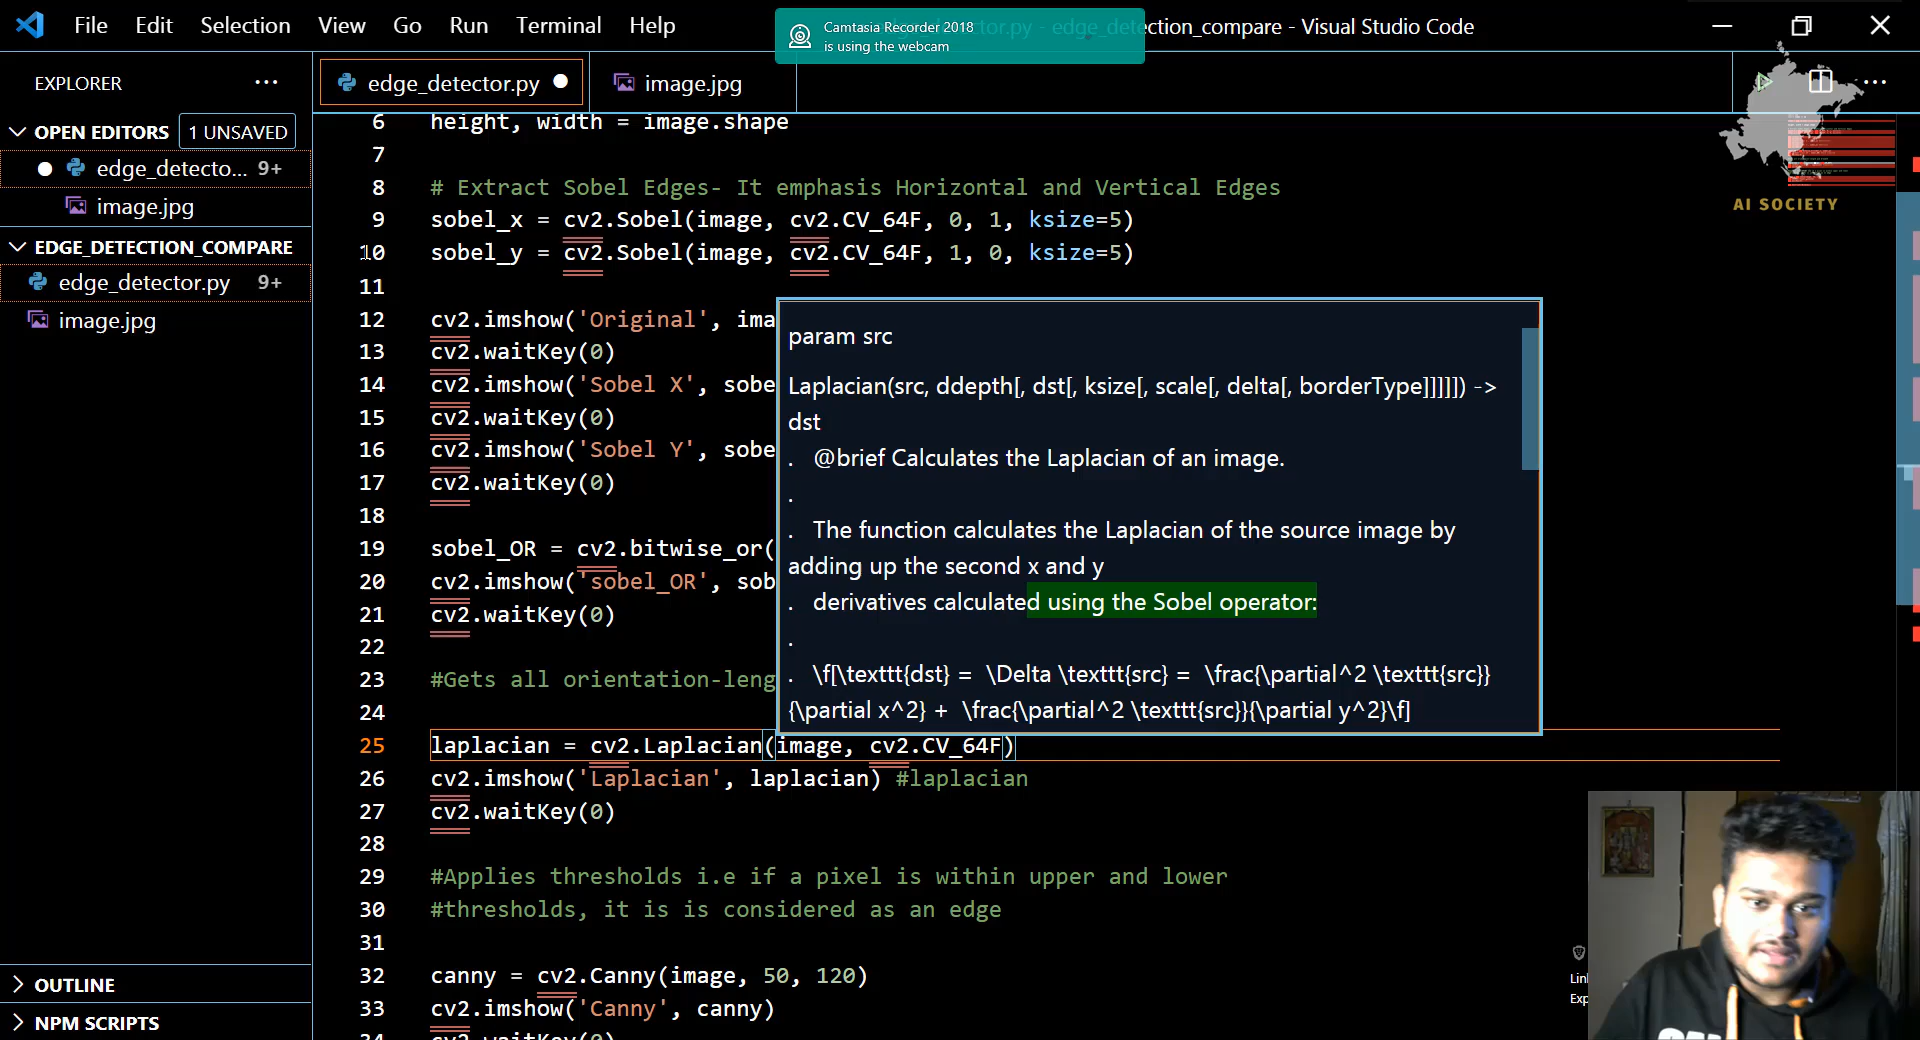 File Edit Selection View Go Run Terminal Help
edge_detector.py - edge_detection_compare - Visual Studio Code
Camtasia Recorder 2018
is using the webcam
EXPLORER
OPEN EDITORS 1 UNSAVED
edge_detecto... 9+
image.jpg
EDGE_DETECTION_COMPARE
edge_detector.py 9+
image.jpg
OUTLINE
NPM SCRIPTS
edge_detector.py
image.jpg
AI SOCIETY
6 height, width = image.shape
7
8 # Extract Sobel Edges- It emphasis Horizontal and Vertical Edges
9 sobel_x = cv2.Sobel(image, cv2.CV_64F, 0, 1, ksize=5)
10 sobel_y = cv2.Sobel(image, cv2.CV_64F, 1, 0, ksize=5)
11
12 cv2.imshow('Original', ima
13 cv2.waitKey(0)
14 cv2.imshow('Sobel X', sobe
15 cv2.waitKey(0)
16 cv2.imshow('Sobel Y', sobe
17 cv2.waitKey(0)
18
19 sobel_OR = cv2.bitwise_or(
20 cv2.imshow('sobel_OR', sob
21 cv2.waitKey(0)
22
23 #Gets all orientation-leng
24
25 laplacian = cv2.Laplacian(image, cv2.CV_64F)
26 cv2.imshow('Laplacian', laplacian) #laplacian
27 cv2.waitKey(0)
28
29 #Applies thresholds i.e if a pixel is within upper and lower
30 #thresholds, it is is considered as an edge
31
32 canny = cv2.Canny(image, 50, 120)
33 cv2.imshow('Canny', canny)
34 cv2.waitKey(0)
param src
Laplacian(src, ddepth[, dst[, ksize[, scale[, delta[, borderType]]]]]) ->
dst
. @brief Calculates the Laplacian of an image.
.
. The function calculates the Laplacian of the source image by
adding up the second x and y
. derivatives calculated using the Sobel operator:
.
. \f[\texttt{dst} = \Delta \texttt{src} = \frac{\partial^2 \texttt{src}}
{\partial x^2} + \frac{\partial^2 \texttt{src}}{\partial y^2}\f]